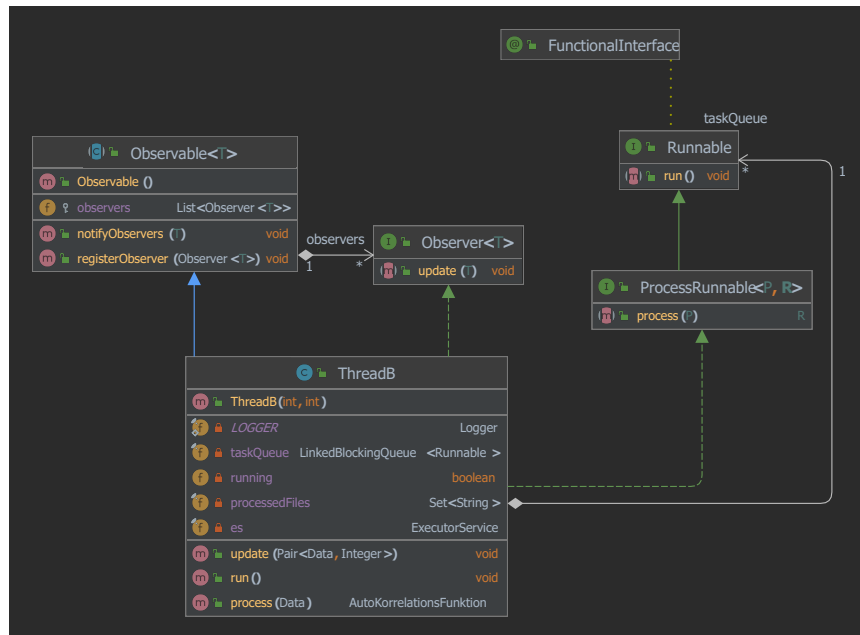 @ FunctionalInterface
taskQueue
I Runnable
m run() void
*
1
C Observable<T>
m Observable ()
f observers List<Observer <T>>
m notifyObservers (T) void
m registerObserver (Observer <T>) void
observers
1
*
I Observer<T>
m update (T) void
I ProcessRunnable<P, R>
m process(P) R
C ThreadB
m ThreadB(int, int)
f LOGGER Logger
f taskQueue LinkedBlockingQueue <Runnable >
f running boolean
f processedFiles Set<String >
f es ExecutorService
m update (Pair<Data, Integer>) void
m run() void
m process(Data) AutoKorrelationsFunktion